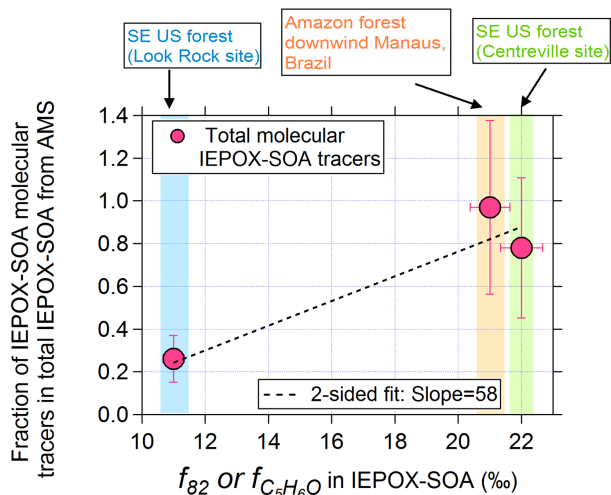 SE US forest
(Look Rock site)
Amazon forest
downwind Manaus,
Brazil
SE US forest
(Centreville site)
Fraction of IEPOX-SOA molecular
tracers in total IEPOX-SOA from AMS
1.4
1.2
1.0
0.8
0.6
0.4
0.2
0.0
Total molecular
IEPOX-SOA tracers
2-sided fit: Slope=58
10 12 14 16 18 20 22
f82 or fC5H6O in IEPOX-SOA (‰)